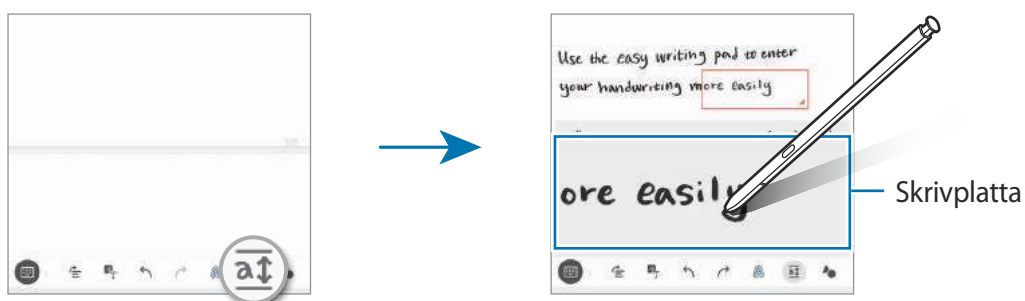 Use the easy writing pad to enter
your handwriting more easily
ore easily
Skrivplatta